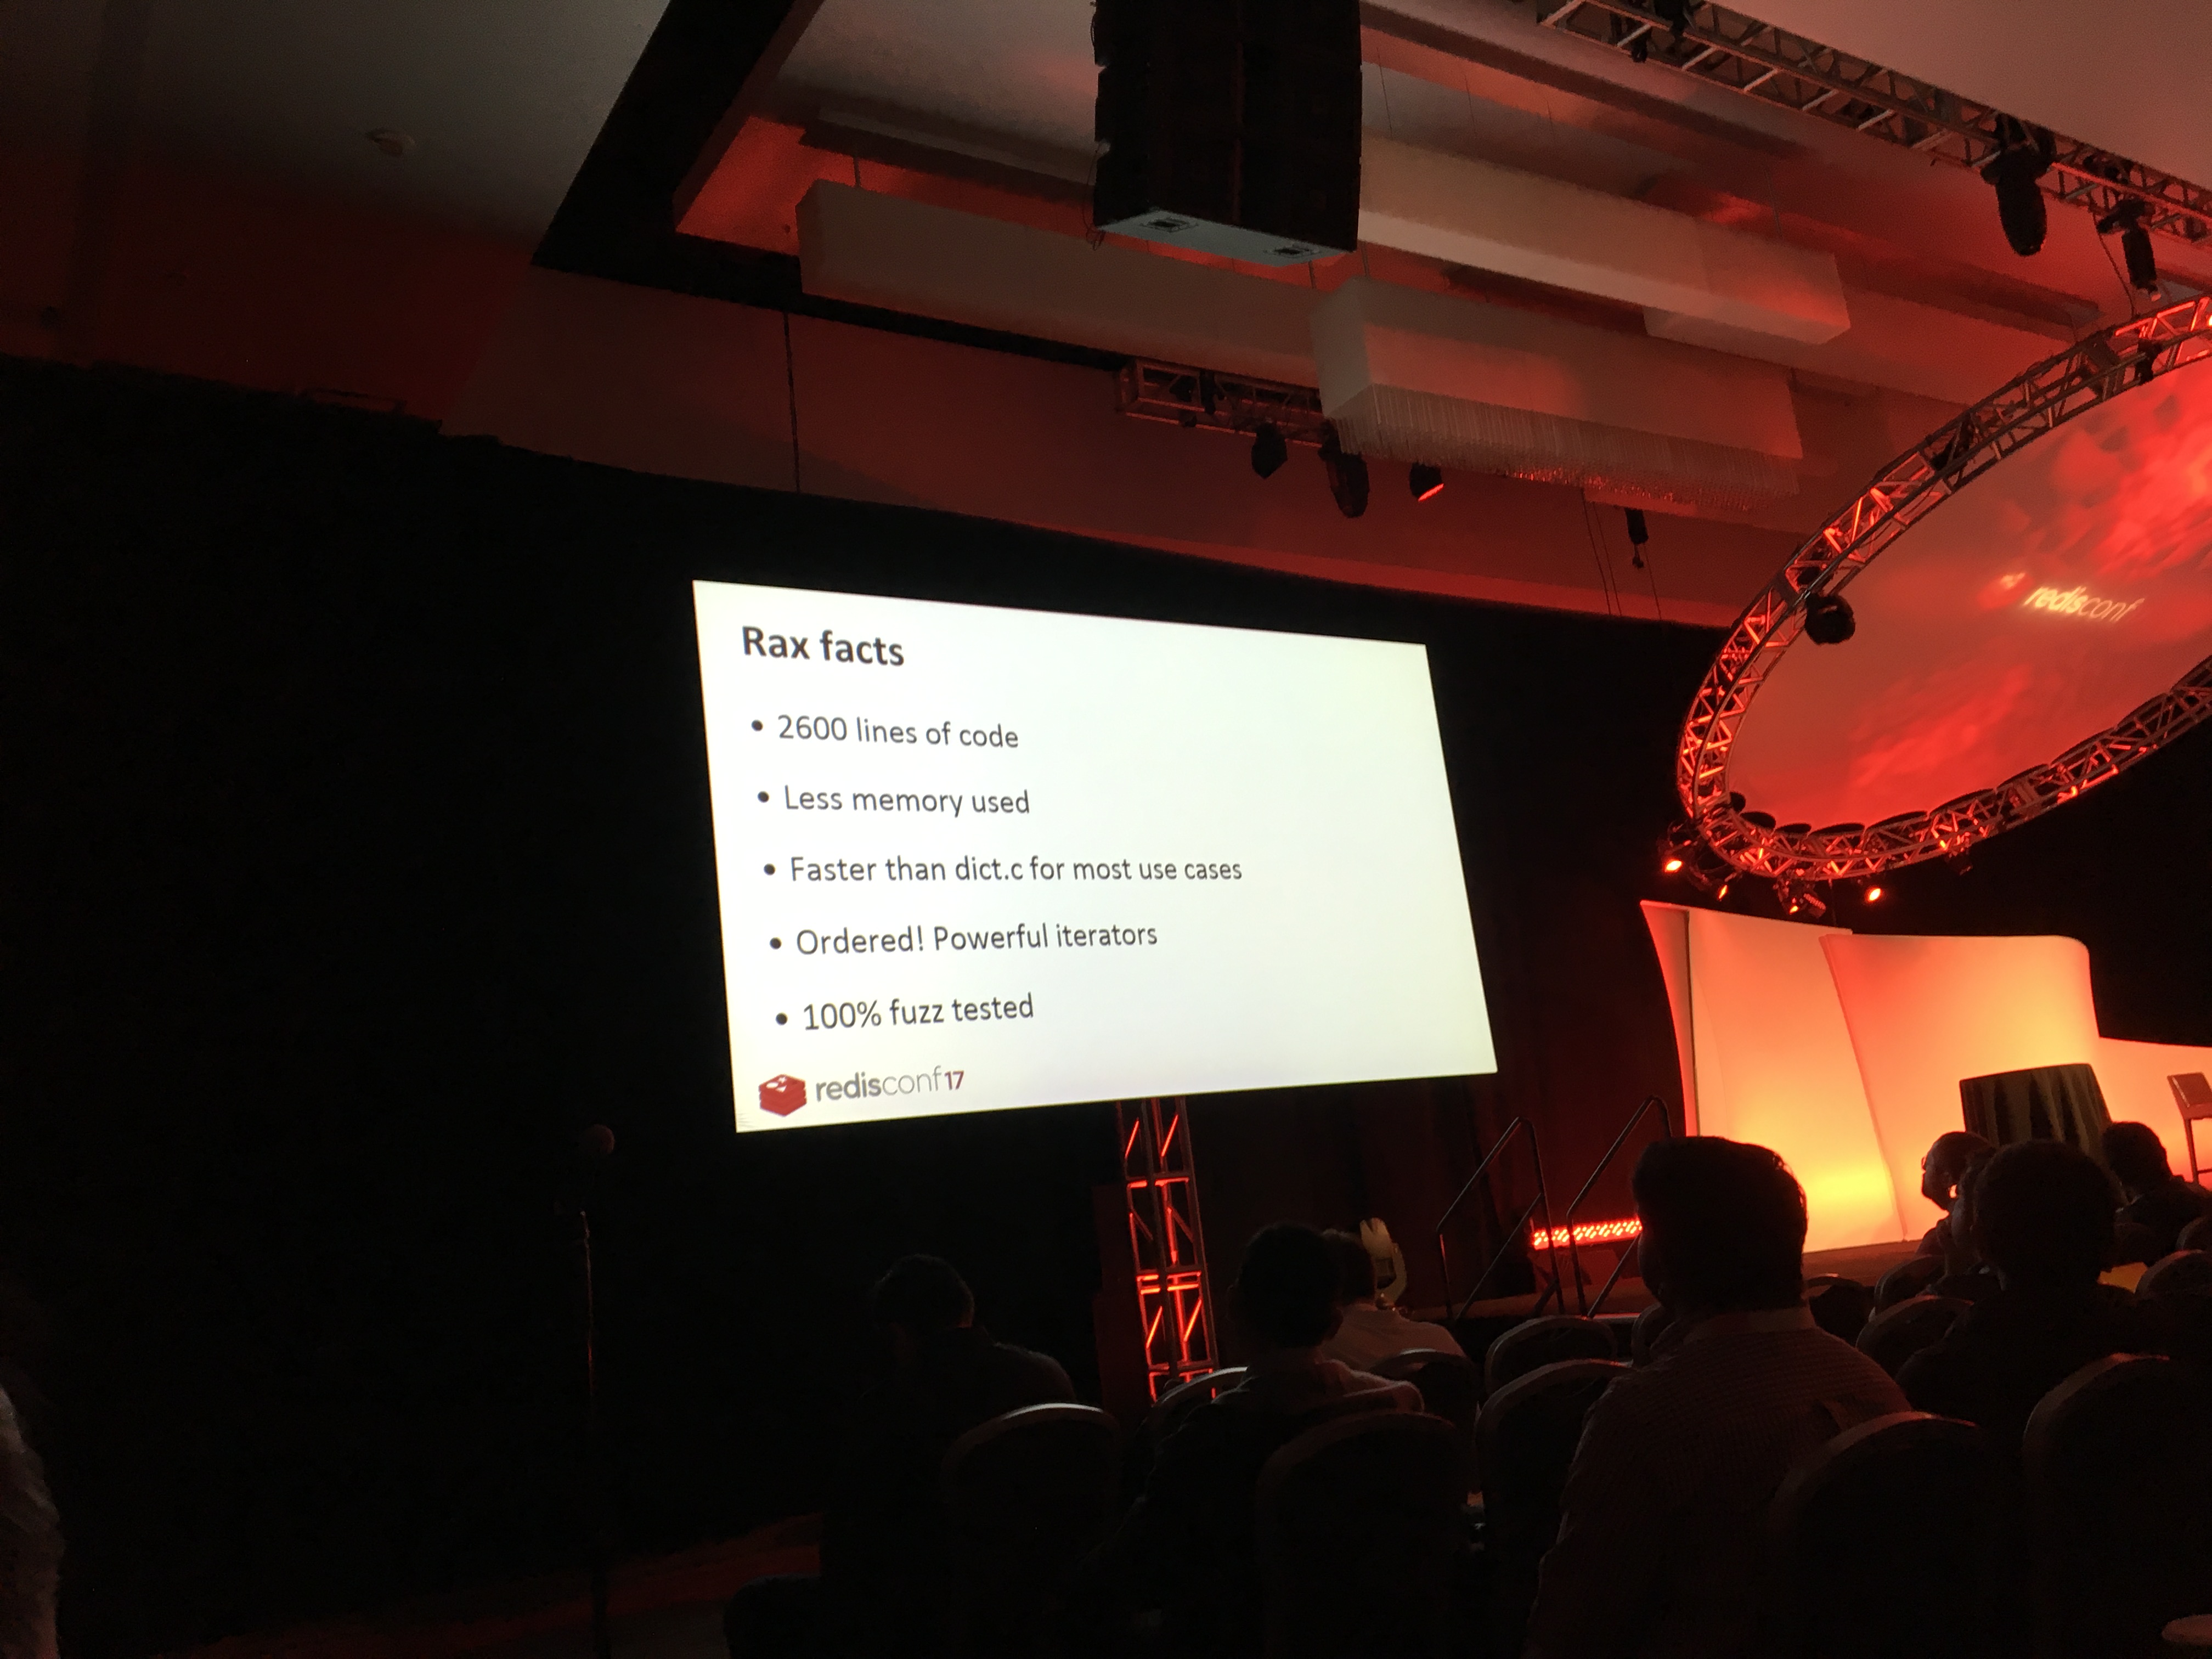 Rax facts
• 2600 lines of code
• Less memory used
• Faster than dict.c for most use cases
• Ordered! Powerful iterators
• 100% fuzz tested
redisconf17
redisconf